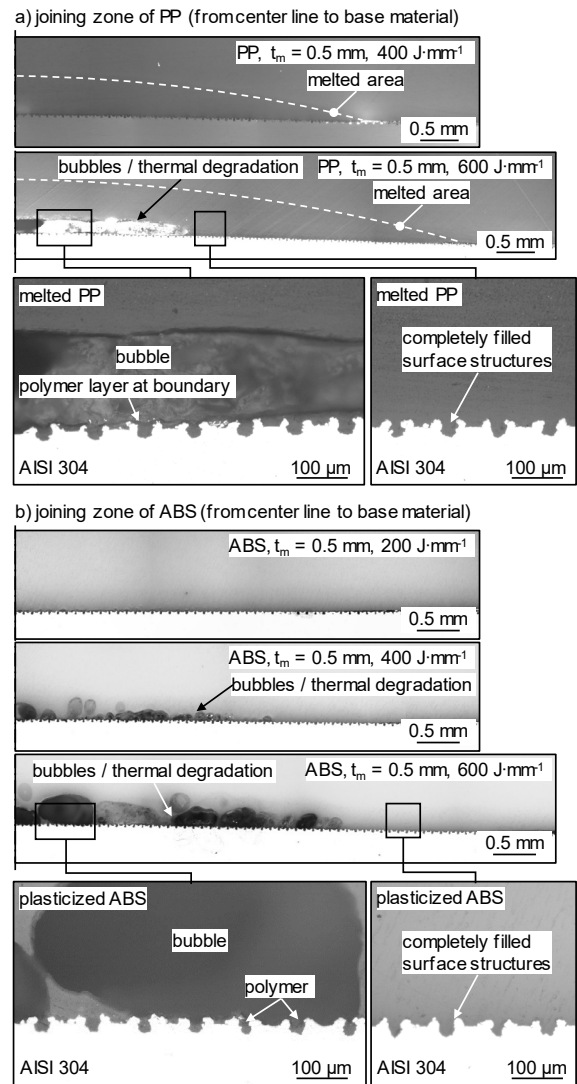 a) joining zone of PP (from center line to base material)
PP, tₘ = 0.5 mm, 400 J·mm⁻¹
melted area
0.5 mm
bubbles / thermal degradation
PP, tₘ = 0.5 mm, 600 J·mm⁻¹
melted area
0.5 mm
melted PP
bubble
polymer layer at boundary
AISI 304
100 µm
melted PP
completely filled
surface structures
AISI 304
100 µm
b) joining zone of ABS (from center line to base material)
ABS, tₘ = 0.5 mm, 200 J·mm⁻¹
0.5 mm
ABS, tₘ = 0.5 mm, 400 J·mm⁻¹
bubbles / thermal degradation
0.5 mm
bubbles / thermal degradation
ABS, tₘ = 0.5 mm, 600 J·mm⁻¹
0.5 mm
plasticized ABS
bubble
polymer
AISI 304
100 µm
plasticized ABS
completely filled
surface structures
AISI 304
100 µm